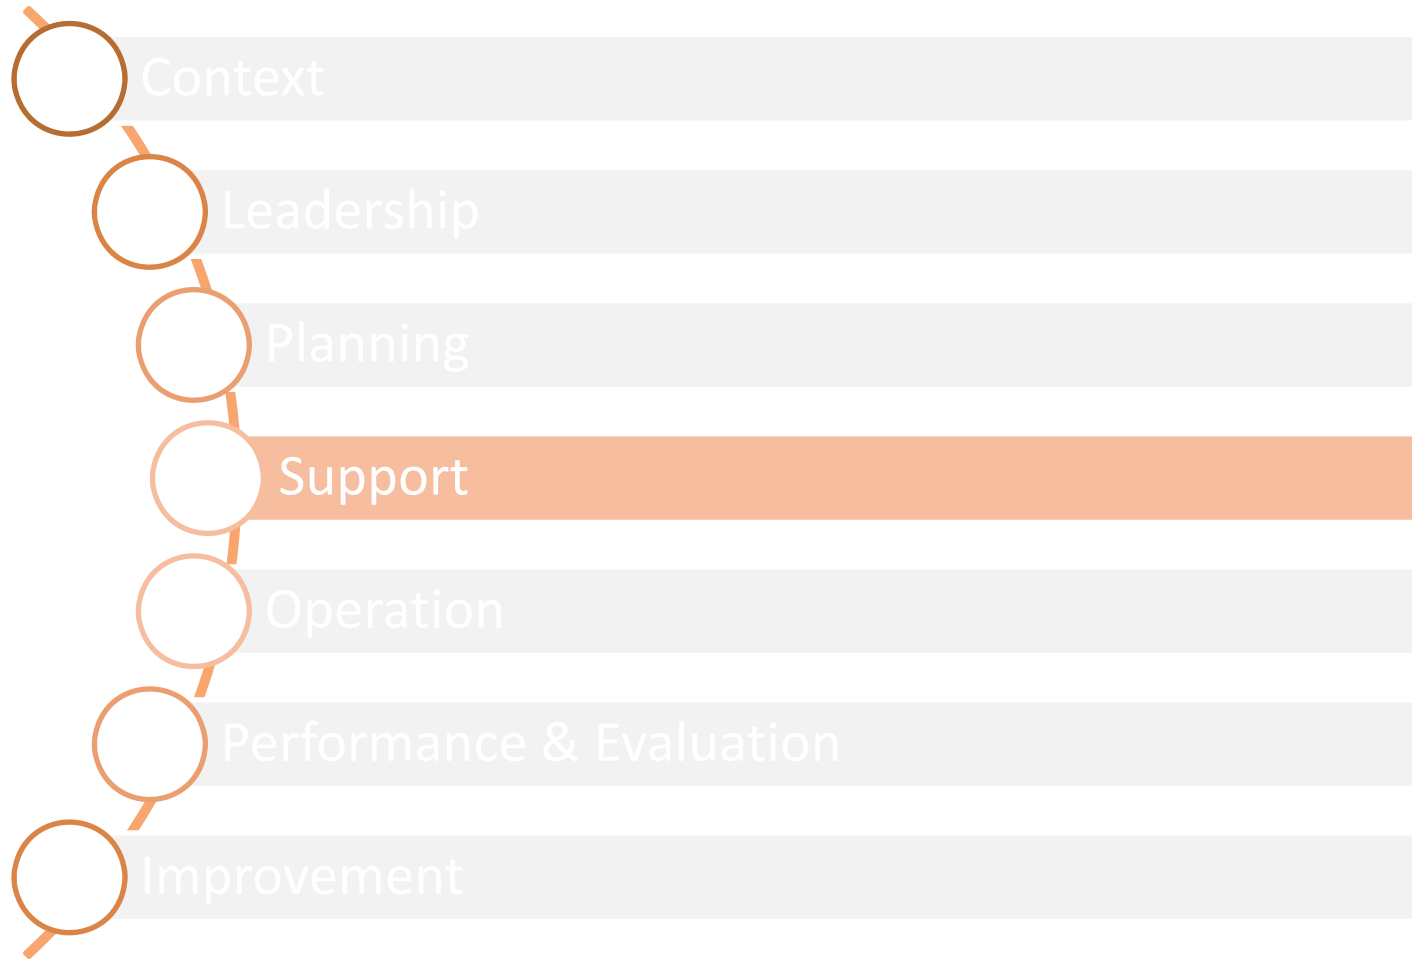 Context
Leadership
Planning
Support
Operation
Performance & Evaluation
Improvement